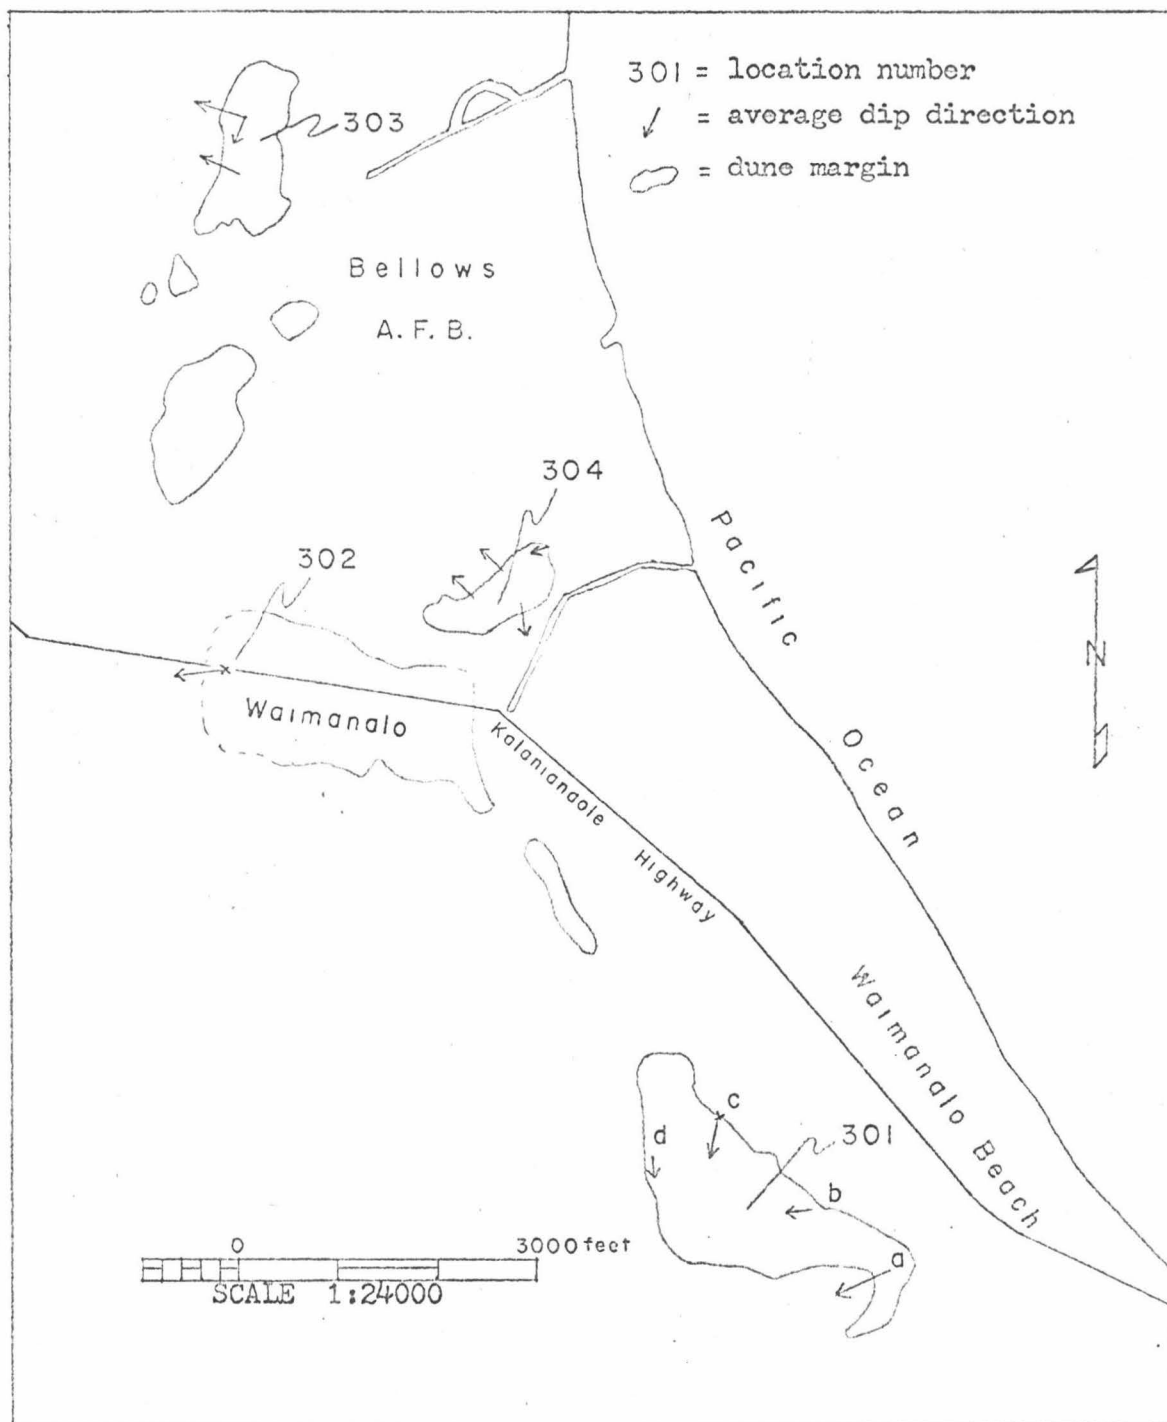 301 = location number
= average dip direction
= dune margin
303
Bellows
A. F. B.
304
302
Pacific Ocean
N
Waimanalo
Kalanianaole Highway
Waimanalo Beach
c
d
301
b
a
0 3000 feet
SCALE 1:24000